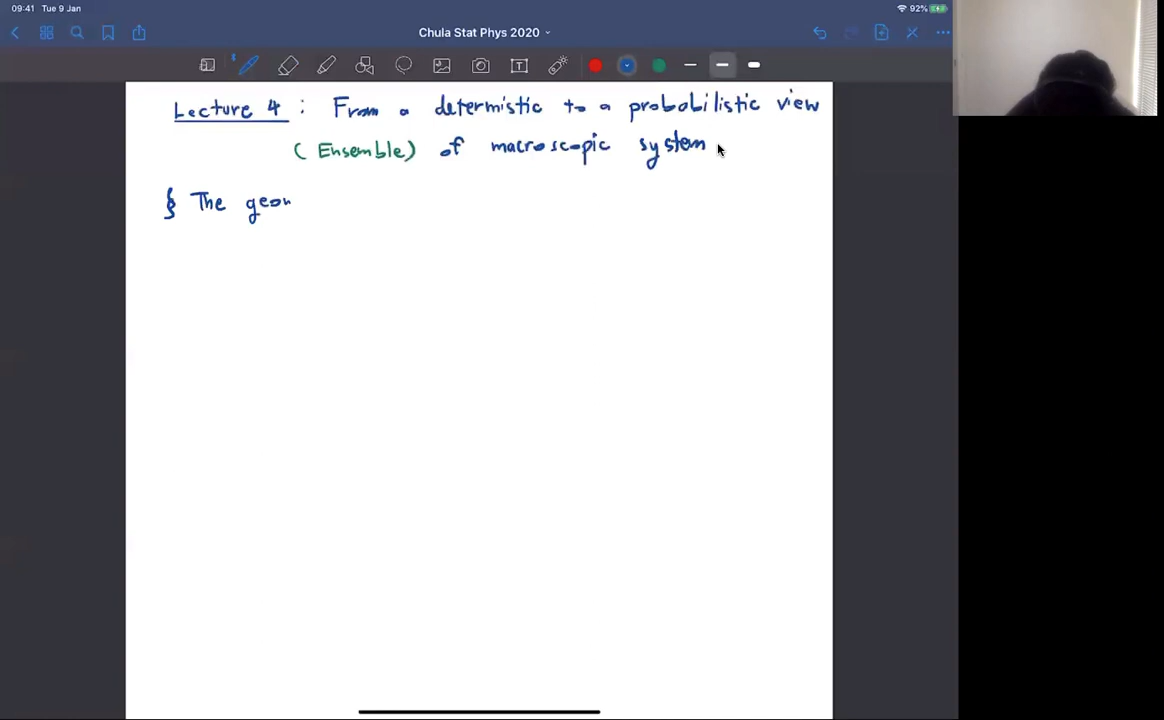 09:41 Tue 9 Jan
92%
Chula Stat Phys 2020
Lecture 4 : From a determistic to a probabilistic view
(Ensemble) of macroscopic system
§ The geom